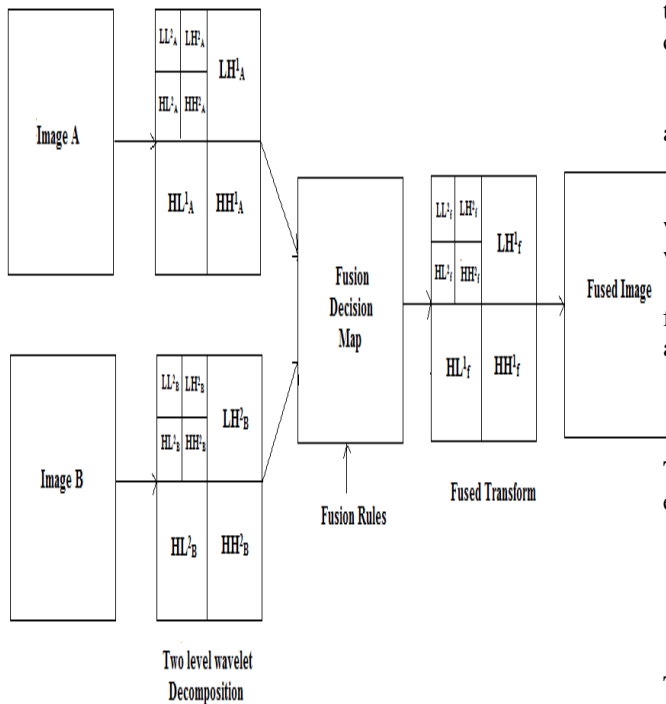 Image A
LL²A LH²A
LH¹A
HL²A HH²A
HL¹A HH¹A
Image B
LL²B LH²B
LH²B
HL²B HH²B
HL²B HH²B
Two level wavelet
Decomposition
Fusion
Decision
Map
Fusion Rules
LL²f LH²f
LH¹f
HL²f HH²f
HL¹f HH¹f
Fused Transform
Fused Image
t
c
a
f
a
T
e
T